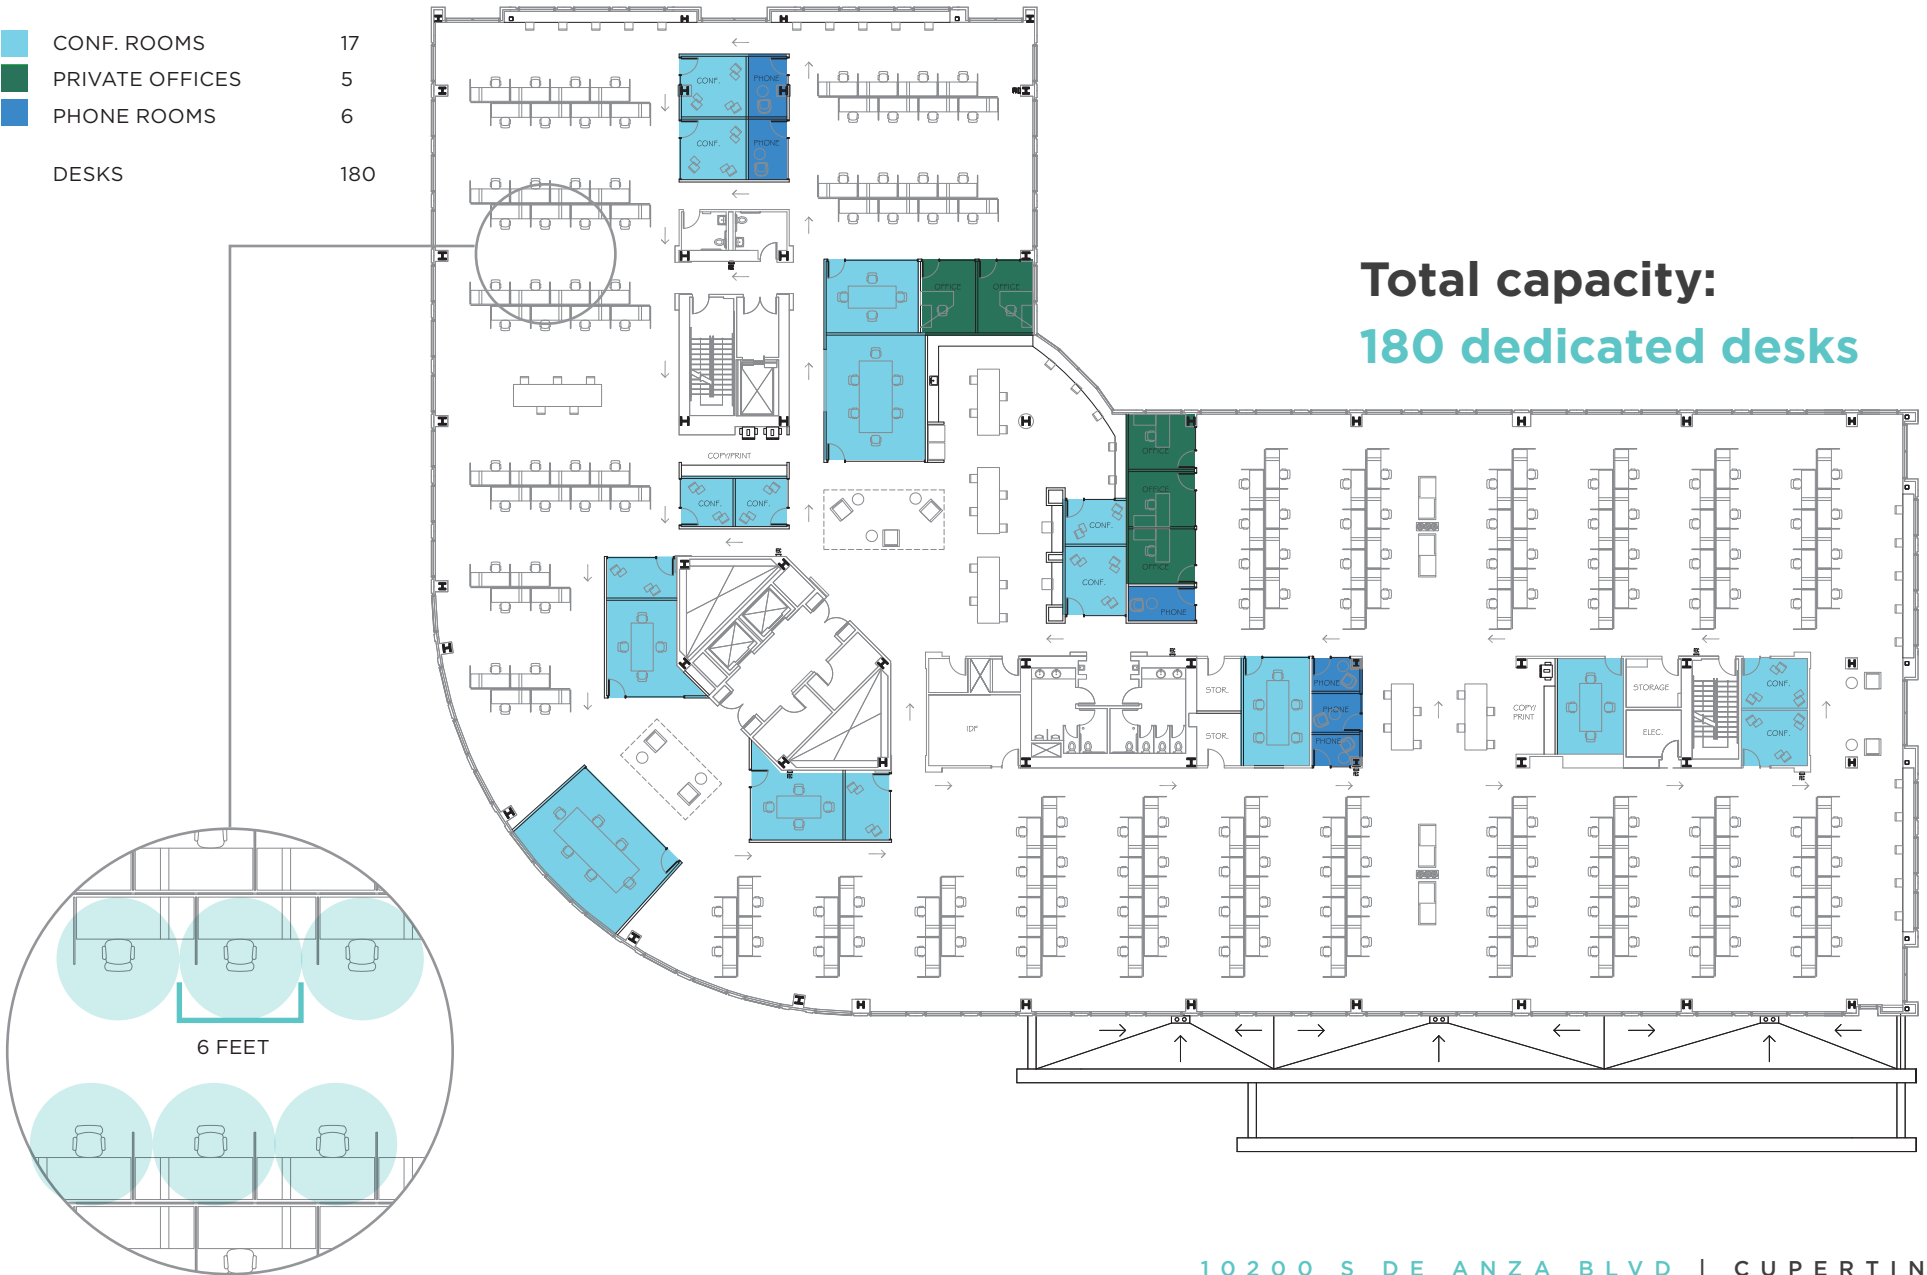 CONF. ROOMS 17
PRIVATE OFFICES 5
PHONE ROOMS 6
DESKS 180
Total capacity:
180 dedicated desks
CONF. PHONE
CONF. PHONE
OFFICE OFFICE
COPY/PRINT
CONF. CONF.
OFFICE
OFFICE
CONF.
OFFICE
CONF.
PHONE
PHONE
PHONE
PHONE
STOR.
STOR.
IDF
COPY/
PRINT
STORAGE
ELEC.
CONF.
CONF.
6 FEET
10200 S DE ANZA BLVD | CUPERTIN